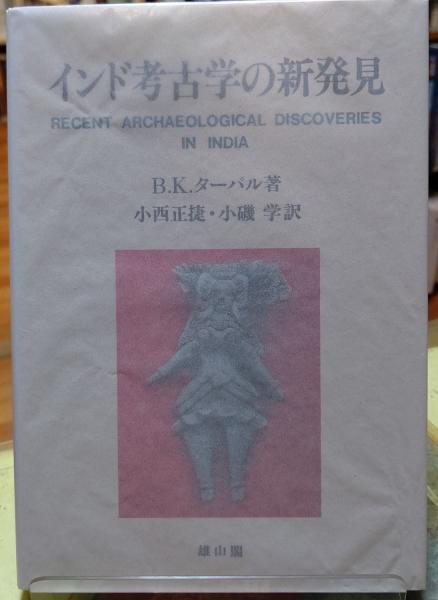 インド考古学の新発見
RECENT ARCHAEOLOGICAL DISCOVERIES
IN INDIA
B.K.ターパル著
小西正捷・小磯 学訳
雄山閣